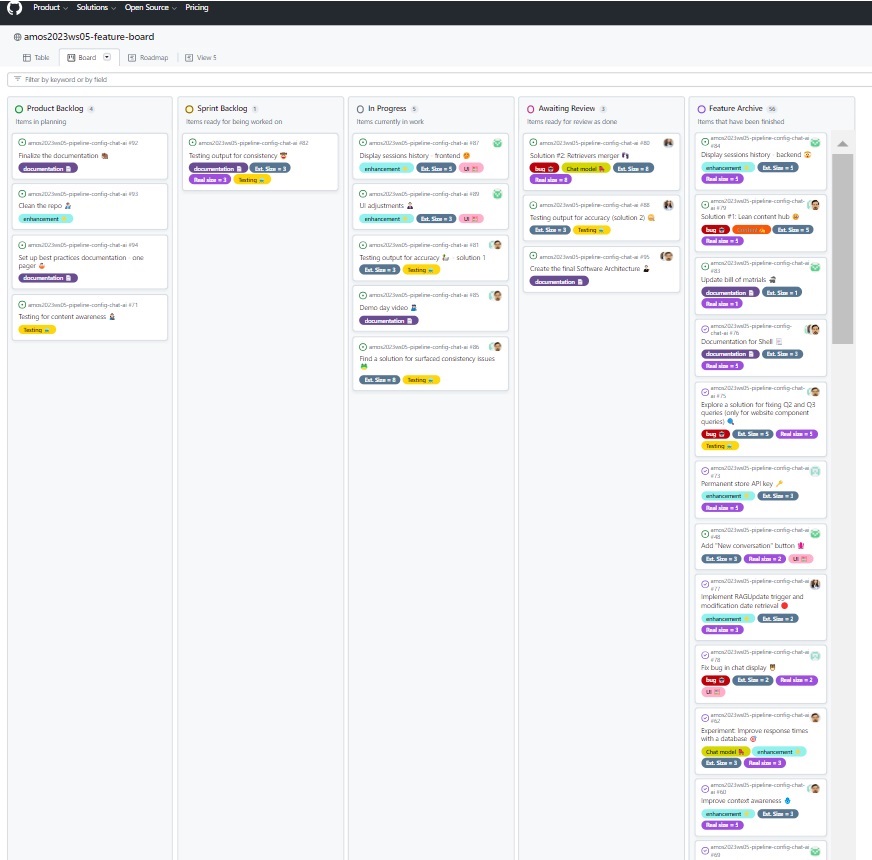 Product Solutions Open Source Pricing
amos2023ws05-feature-board
Table Board Roadmap View 5
Filter by keyword or by field
Product Backlog 4
Items in planning
amos2023ws05-pipeline-config-chat-ai #92
Finalize the documentation
documentation
amos2023ws05-pipeline-config-chat-ai #93
Clean the repo
enhancement
amos2023ws05-pipeline-config-chat-ai #94
Set up best practices documentation - one
pager
documentation
amos2023ws05-pipeline-config-chat-ai #71
Testing for content awareness
Testing
Sprint Backlog 1
Items ready for being worked on
amos2023ws05-pipeline-config-chat-ai #82
Testing output for consistency
documentation Est. Size = 3
Real size = 3 Testing
In Progress 5
Items currently in work
amos2023ws05-pipeline-config-chat-ai #87
Display sessions history - frontend
enhancement Est. Size = 5 UI
amos2023ws05-pipeline-config-chat-ai #89
UI adjustments
enhancement Est. Size = 3 UI
amos2023ws05-pipeline-config-chat-ai #81
Testing output for accuracy - solution 1
Est. Size = 3 Testing
amos2023ws05-pipeline-config-chat-ai #85
Demo day video
documentation
amos2023ws05-pipeline-config-chat-ai #86
Find a solution for surfaced consistency issues
Est. Size = 8 Testing
Awaiting Review 3
Items ready for review as done
amos2023ws05-pipeline-config-chat-ai #80
Solution #2: Retrievers merger
bug Chat model Est. Size = 8
Real size = 8
amos2023ws05-pipeline-config-chat-ai #88
Testing output for accuracy (solution 2)
Est. Size = 3 Testing
amos2023ws05-pipeline-config-chat-ai #95
Create the final Software Architecture
documentation
Feature Archive 56
Items that have been finished
amos2023ws05-pipeline-config-chat-ai
#84
Display sessions history - backend
enhancement Est. Size = 5
Real size = 5
amos2023ws05-pipeline-config-chat-ai
#79
Solution #1: Lean content hub
bug Est. Size = 5
Real size = 5
amos2023ws05-pipeline-config-chat-ai
#83
Update bill of matrials
documentation Est. Size = 1
Real size = 1
amos2023ws05-pipeline-config-chat-
ai #76
Documentation for Shell
documentation Est. Size = 3
Real size = 5
amos2023ws05-pipeline-config-chat-ai
#75
Explore a solution for fixing Q2 and Q3
queries (only for website component
queries)
bug Est. Size = 5 Real size = 5
Testing
amos2023ws05-pipeline-config-chat-ai
#73
Permanent store API key
enhancement Est. Size = 3
Real size = 5
amos2023ws05-pipeline-config-chat-ai
#48
Add "New conversation" button
Est. Size = 3 Real size = 2 UI
amos2023ws05-pipeline-config-chat-ai
#77
Implement RAGUpdate trigger and
modification date retrieval
enhancement Est. Size = 2
Real size = 3
amos2023ws05-pipeline-config-chat-ai
#78
Fix bug in chat display
bug Est. Size = 2 Real size = 2
UI
amos2023ws05-pipeline-config-chat-ai
#62
Experiment: Improve response times
with a database
Chat model enhancement
Est. Size = 3 Real size = 3
amos2023ws05-pipeline-config-chat-
ai #60
Improve context awareness
enhancement Est. Size = 3
Real size = 5
amos2023ws05-pipeline-config-chat-ai
#69